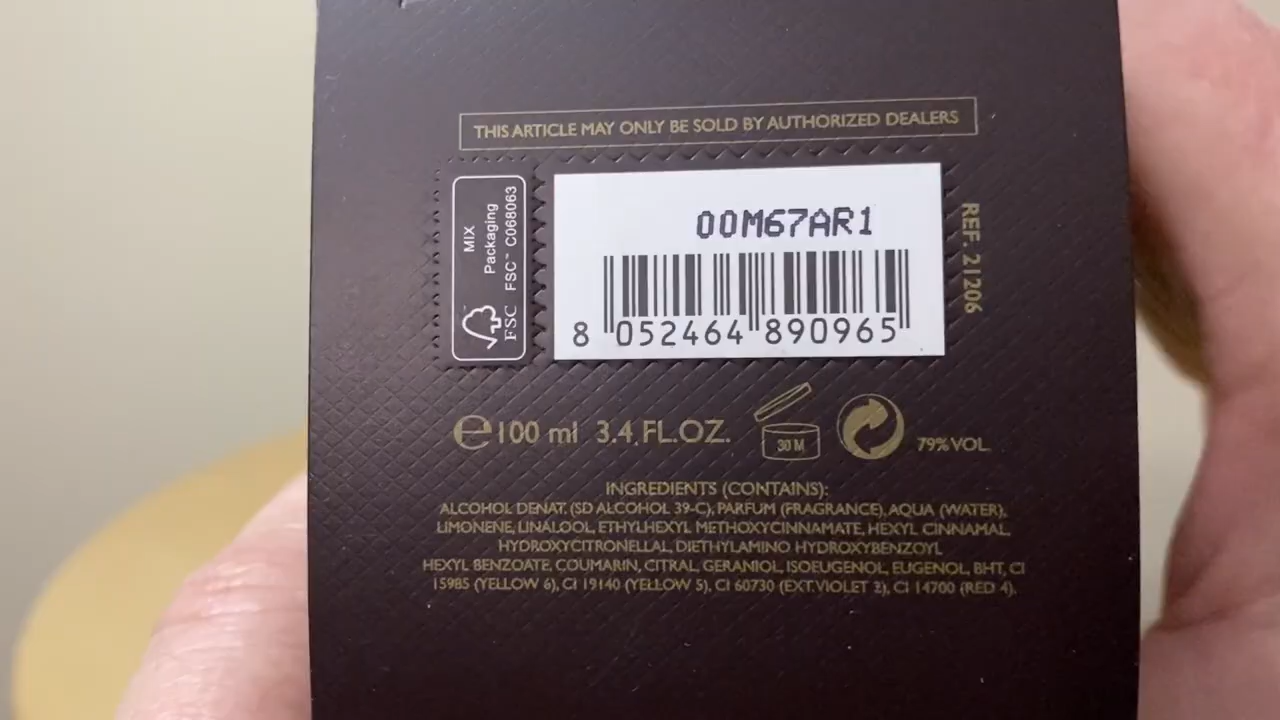 THIS ARTICLE MAY ONLY BE SOLD BY AUTHORIZED DEALERS
MIX
Packaging
FSC™ C068063
FSC
00M67AR1
8 052464 890965
REF. 21206
e 100 ml 3.4 FL.OZ.
30 M
79% VOL
INGREDIENTS (CONTAINS):
ALCOHOL DENAT. (SD ALCOHOL 39-C), PARFUM (FRAGRANCE), AQUA (WATER),
LIMONENE, LINALOOL, ETHYLHEXYL METHOXYCINNAMATE, HEXYL CINNAMAL,
HYDROXYCITRONELLAL, DIETHYLAMINO HYDROXYBENZOYL
HEXYL BENZOATE, COUMARIN, CITRAL, GERANIOL, ISOEUGENOL, EUGENOL, BHT, CI
15985 (YELLOW 6), CI 19140 (YELLOW 5), CI 60730 (EXT.VIOLET 2), CI 14700 (RED 4).